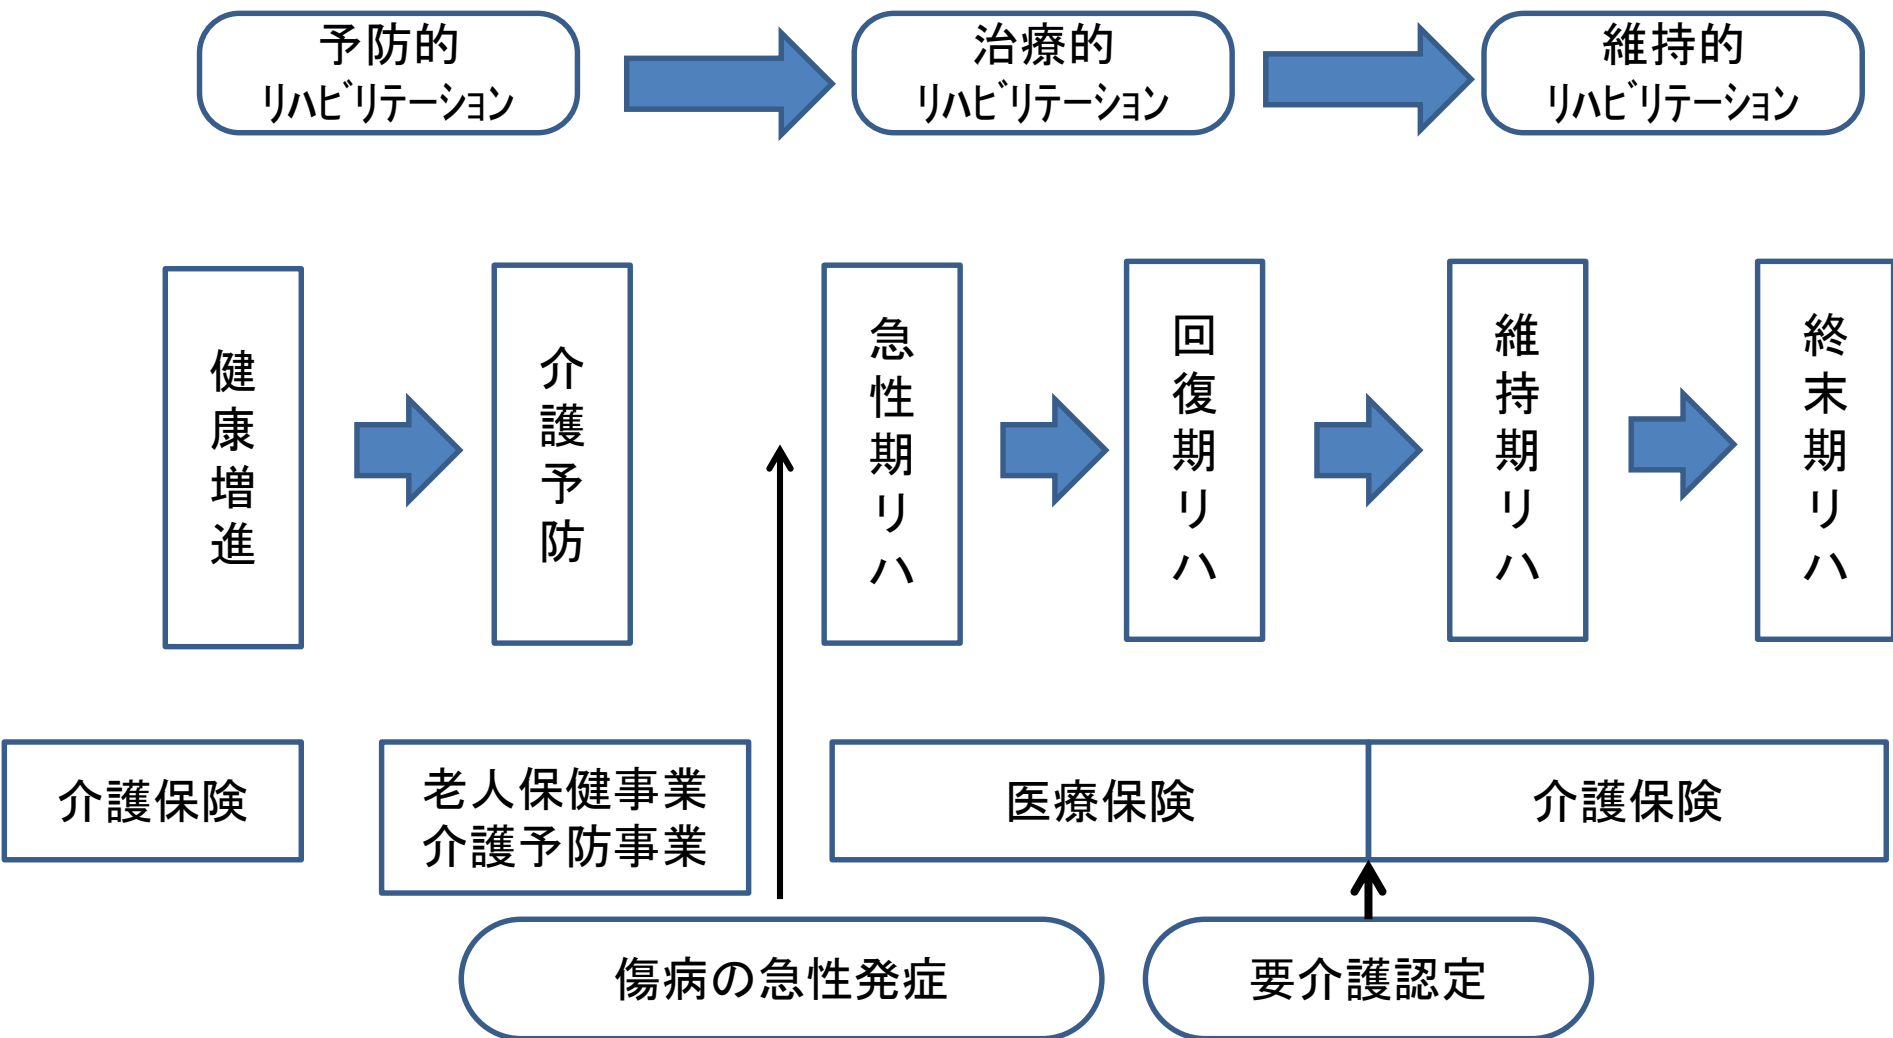 予防的
ﾘﾊﾋﾞﾘﾃｰｼｮﾝ
治療的
ﾘﾊﾋﾞﾘﾃｰｼｮﾝ
維持的
ﾘﾊﾋﾞﾘﾃｰｼｮﾝ
健康増進
介護予防
急性期リハ
回復期リハ
維持期リハ
終末期リハ
介護保険
老人保健事業
介護予防事業
医療保険
介護保険
傷病の急性発症
要介護認定